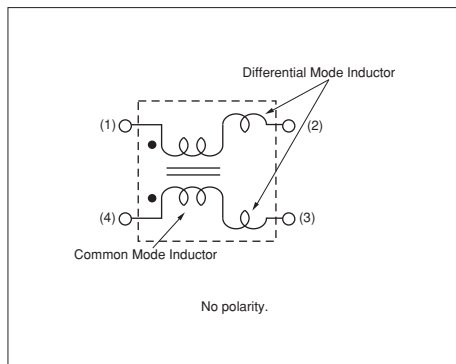 Differential Mode Inductor
(1)
(2)
(4)
(3)
Common Mode Inductor
No polarity.